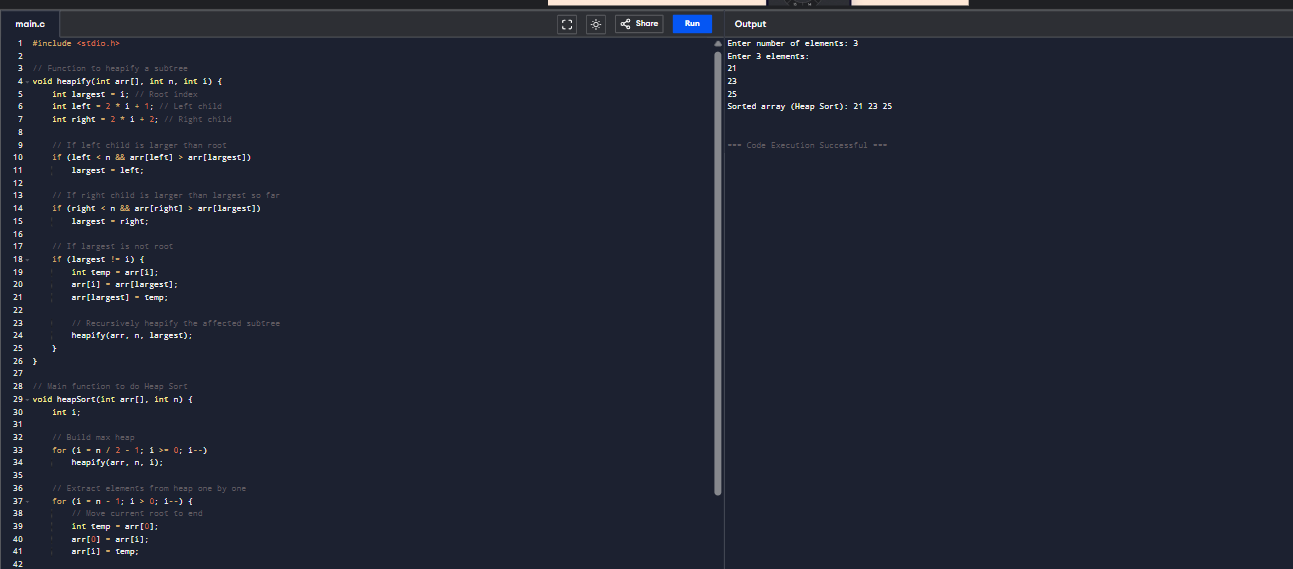 main.c
Share
Run
Output
1 #include <stdio.h>
2
3 // Function to heapify a subtree
4 void heapify(int arr[], int n, int i) {
5     int largest = i; // Root index
6     int left = 2 * i + 1; // Left child
7     int right = 2 * i + 2; // Right child
8
9     // If left child is larger than root
10     if (left < n && arr[left] > arr[largest])
11         largest = left;
12
13     // If right child is larger than largest so far
14     if (right < n && arr[right] > arr[largest])
15         largest = right;
16
17     // If largest is not root
18     if (largest != i) {
19         int temp = arr[i];
20         arr[i] = arr[largest];
21         arr[largest] = temp;
22
23         // Recursively heapify the affected subtree
24         heapify(arr, n, largest);
25     }
26 }
27
28 // Main function to do Heap Sort
29 void heapSort(int arr[], int n) {
30     int i;
31
32     // Build max heap
33     for (i = n / 2 - 1; i >= 0; i--)
34         heapify(arr, n, i);
35
36     // Extract elements from heap one by one
37     for (i = n - 1; i > 0; i--) {
38         // Move current root to end
39         int temp = arr[0];
40         arr[0] = arr[i];
41         arr[i] = temp;
42
Enter number of elements: 3
Enter 3 elements:
21
23
25
Sorted array (Heap Sort): 21 23 25
=== Code Execution Successful ===